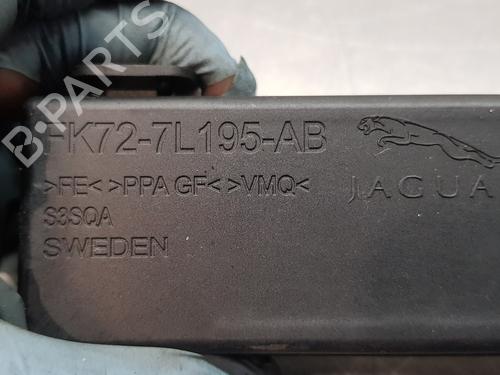 FK72-7L195-AB
>FE< >PPA GF< >VMQ<
JAGUA
S3SQA
SWEDEN
B-PARTS